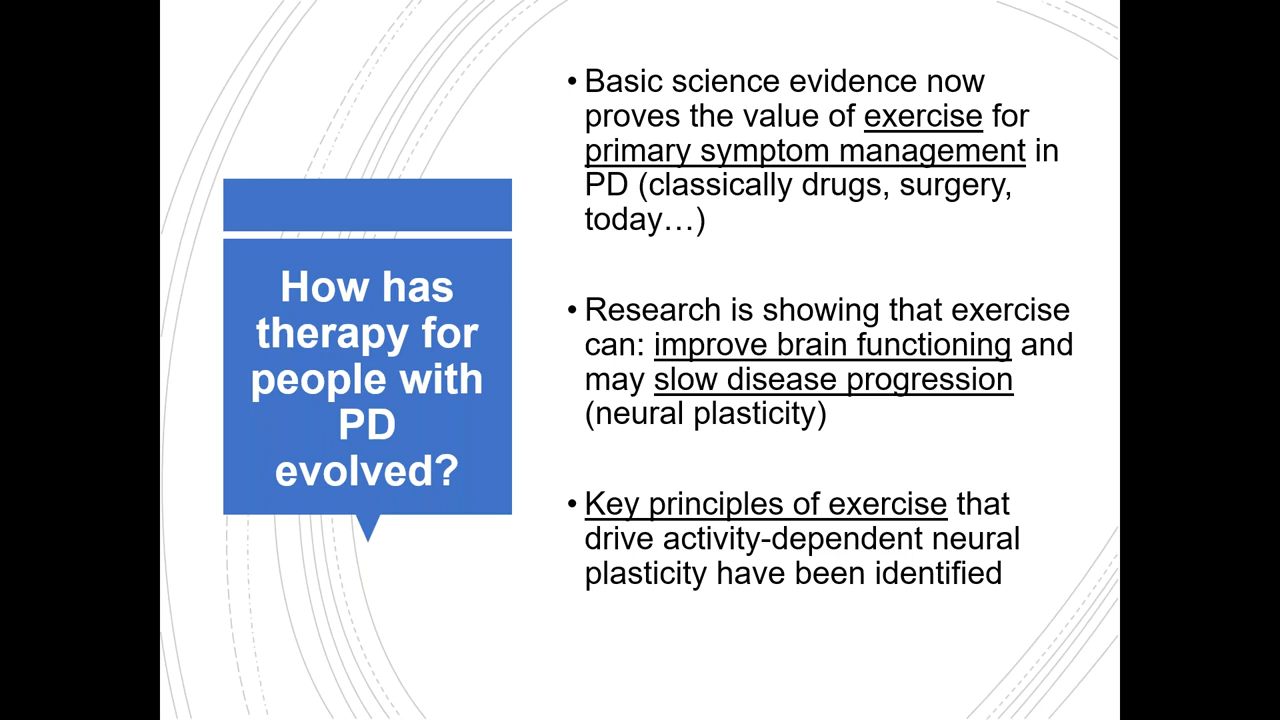 How has
therapy for
people with
PD
evolved?
• Basic science evidence now
proves the value of exercise for
primary symptom management in
PD (classically drugs, surgery,
today…)
• Research is showing that exercise
can: improve brain functioning and
may slow disease progression
(neural plasticity)
• Key principles of exercise that
drive activity-dependent neural
plasticity have been identified